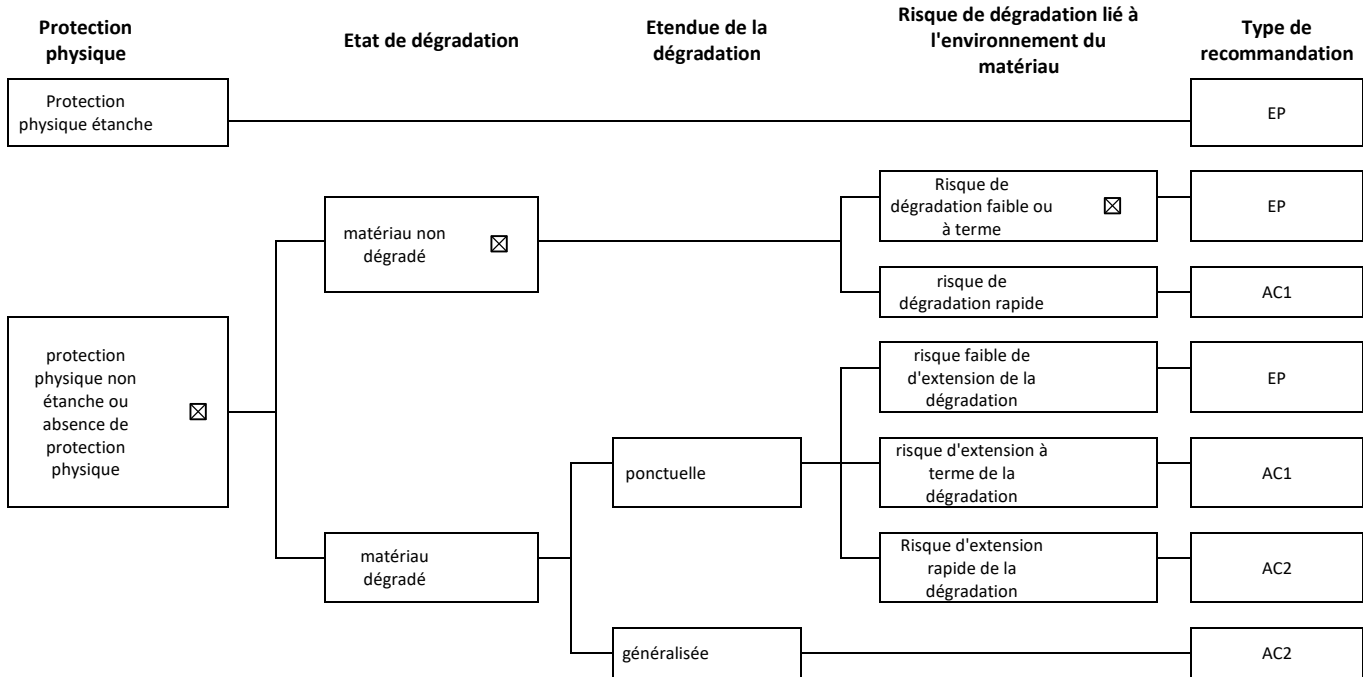 Protection
physique
Etat de dégradation
Etendue de la
dégradation
Risque de dégradation lié à
l'environnement du
matériau
Type de
recommandation
Protection
physique étanche
EP
Risque de
dégradation faible ou
à terme
☒
EP
matériau non
dégradé
☒
risque de
dégradation rapide
AC1
protection
physique non
étanche ou
absence de
protection
physique
☒
risque faible de
d'extension de la
dégradation
EP
ponctuelle
risque d'extension à
terme de la
dégradation
AC1
matériau
dégradé
Risque d'extension
rapide de la
dégradation
AC2
généralisée
AC2